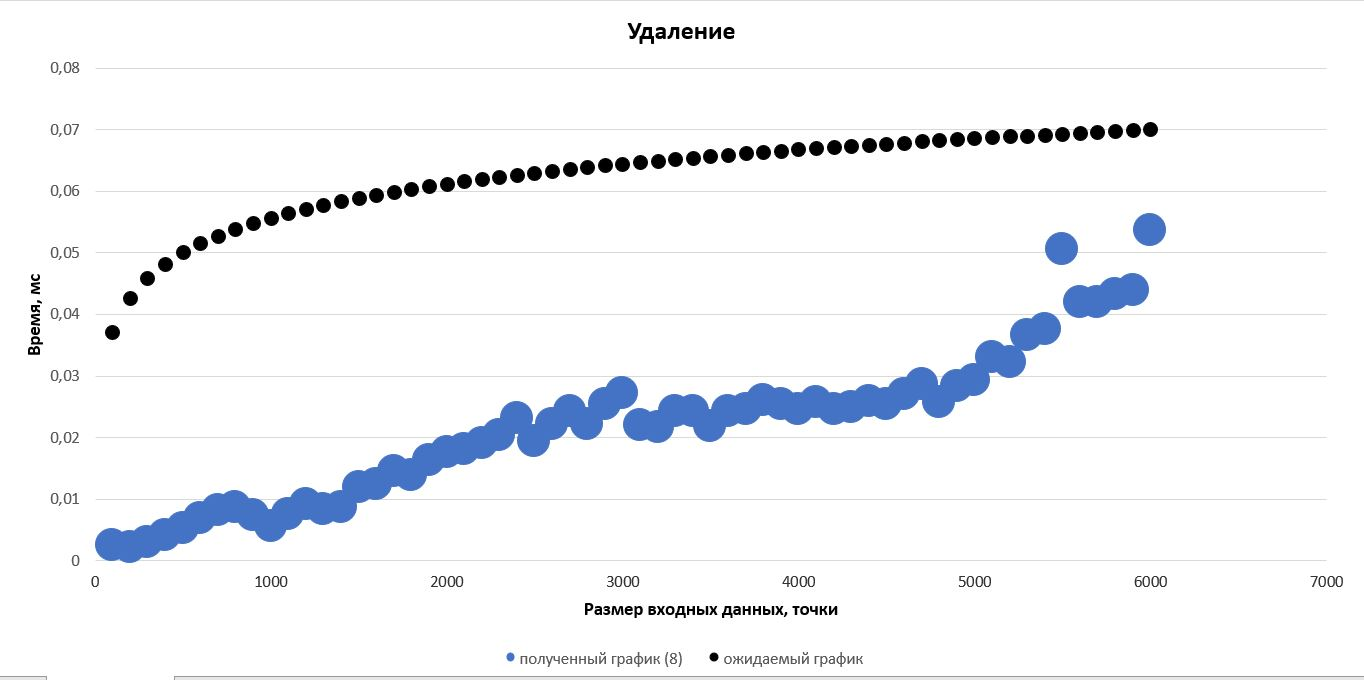 Удаление
0,08
0,07
0,06
0,05
0,04
0,03
0,02
0,01
0
Время, мс
0 1000 2000 3000 4000 5000 6000 7000
Размер входных данных, точки
полученный график (8) ожидаемый график